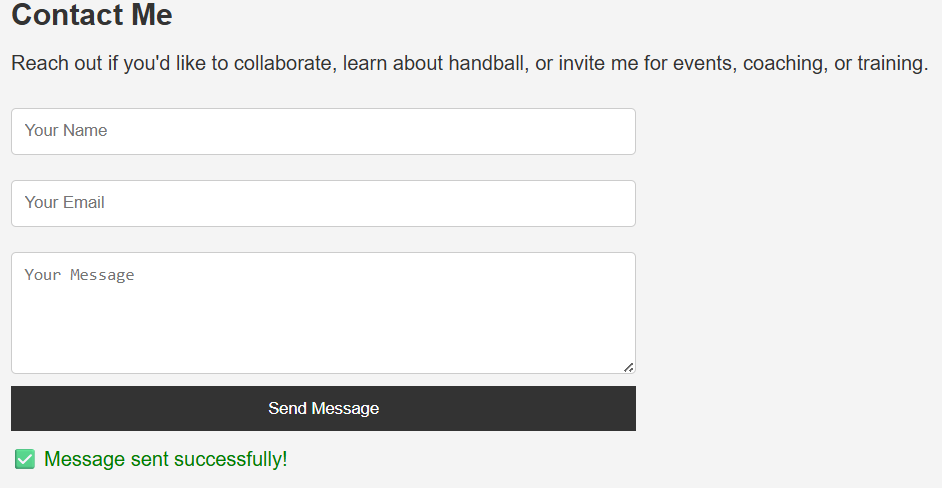 Contact Me
Reach out if you'd like to collaborate, learn about handball, or invite me for events, coaching, or training.
Your Name
Your Email
Your Message
Send Message
✅ Message sent successfully!